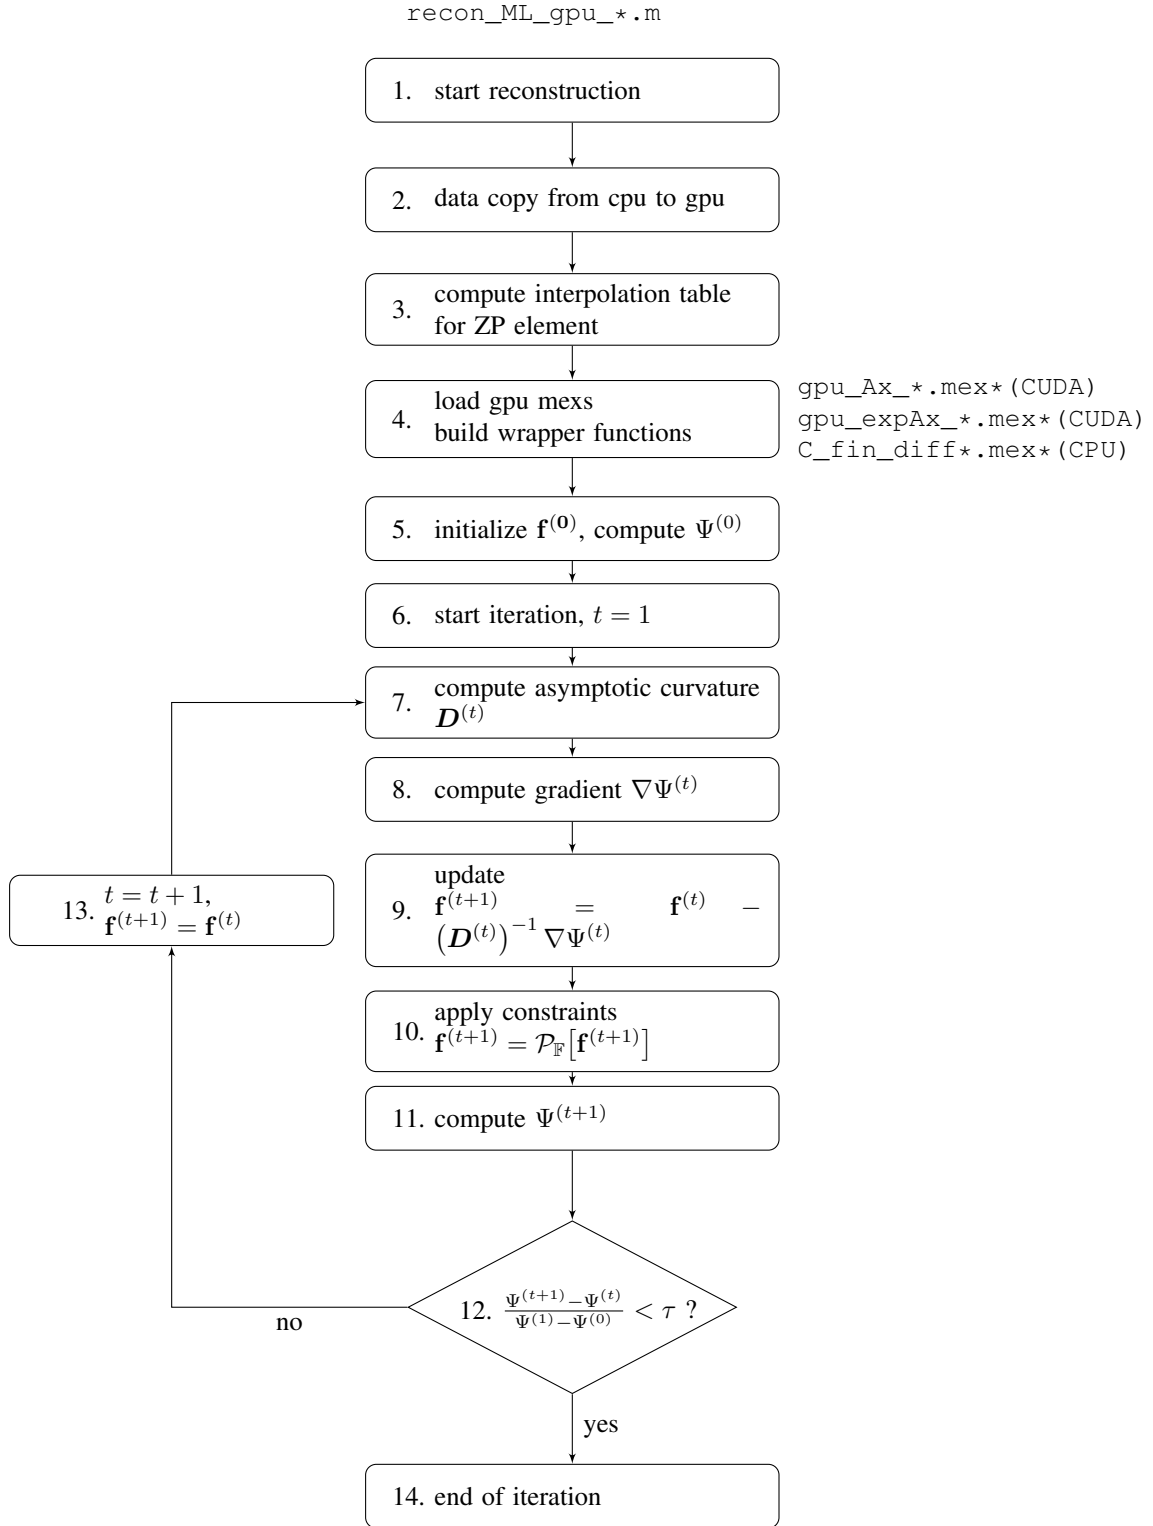 recon_ML_gpu_*.m
1. start reconstruction
2. data copy from cpu to gpu
3. compute interpolation table
for ZP element
4. load gpu mexs
build wrapper functions
gpu_Ax_*.mex*(CUDA)
gpu_expAx_*.mex*(CUDA)
C_fin_diff*.mex*(CPU)
5. initialize f^(0), compute Ψ^(0)
6. start iteration, t = 1
7. compute asymptotic curvature
D^(t)
8. compute gradient ∇Ψ^(t)
9. update
f^(t+1) = f^(t) −
(D^(t))^−1 ∇Ψ^(t)
13. t = t + 1,
f^(t+1) = f^(t)
10. apply constraints
f^(t+1) = 𝒫_𝔽[f^(t+1)]
11. compute Ψ^(t+1)
12. (Ψ^(t+1)−Ψ^(t))/(Ψ^(1)−Ψ^(0)) < τ ?
no
yes
14. end of iteration